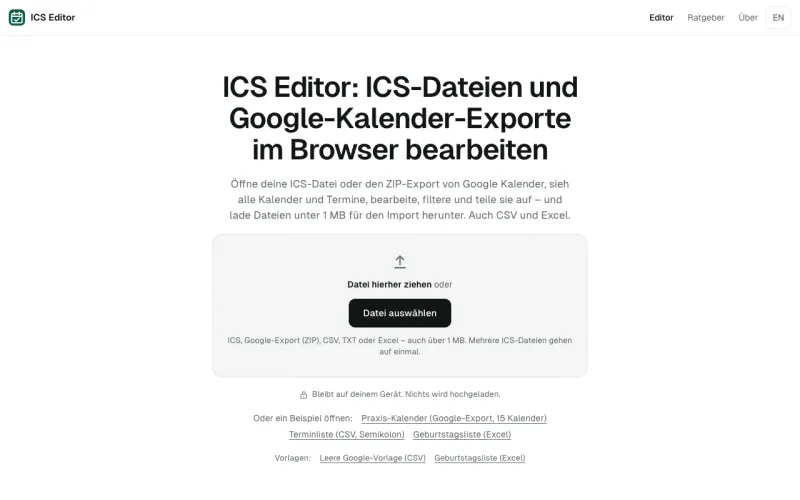 ICS Editor
Editor
Ratgeber
Über
EN
ICS Editor: ICS-Dateien und
Google-Kalender-Exporte
im Browser bearbeiten
Öffne deine ICS-Datei oder den ZIP-Export von Google Kalender, sieh
alle Kalender und Termine, bearbeite, filtere und teile sie auf – und
lade Dateien unter 1 MB für den Import herunter. Auch CSV und Excel.
Datei hierher ziehen oder
Datei auswählen
ICS, Google-Export (ZIP), CSV, TXT oder Excel – auch über 1 MB. Mehrere ICS-Dateien gehen
auf einmal.
Bleibt auf deinem Gerät. Nichts wird hochgeladen.
Oder ein Beispiel öffnen: Praxis-Kalender (Google-Export, 15 Kalender)
Terminliste (CSV, Semikolon) Geburtstagsliste (Excel)
Vorlagen: Leere Google-Vorlage (CSV) Geburtstagsliste (Excel)